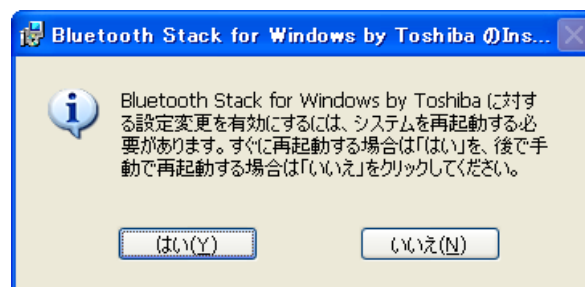 Bluetooth Stack for Windows by Toshiba のIns...
Bluetooth Stack for Windows by Toshiba に対す
る設定変更を有効にするには、システムを再起動する必
要があります。すぐに再起動する場合は「はい」を、後で手
動で再起動する場合は「いいえ」をクリックしてください。
はい(Y)
いいえ(N)